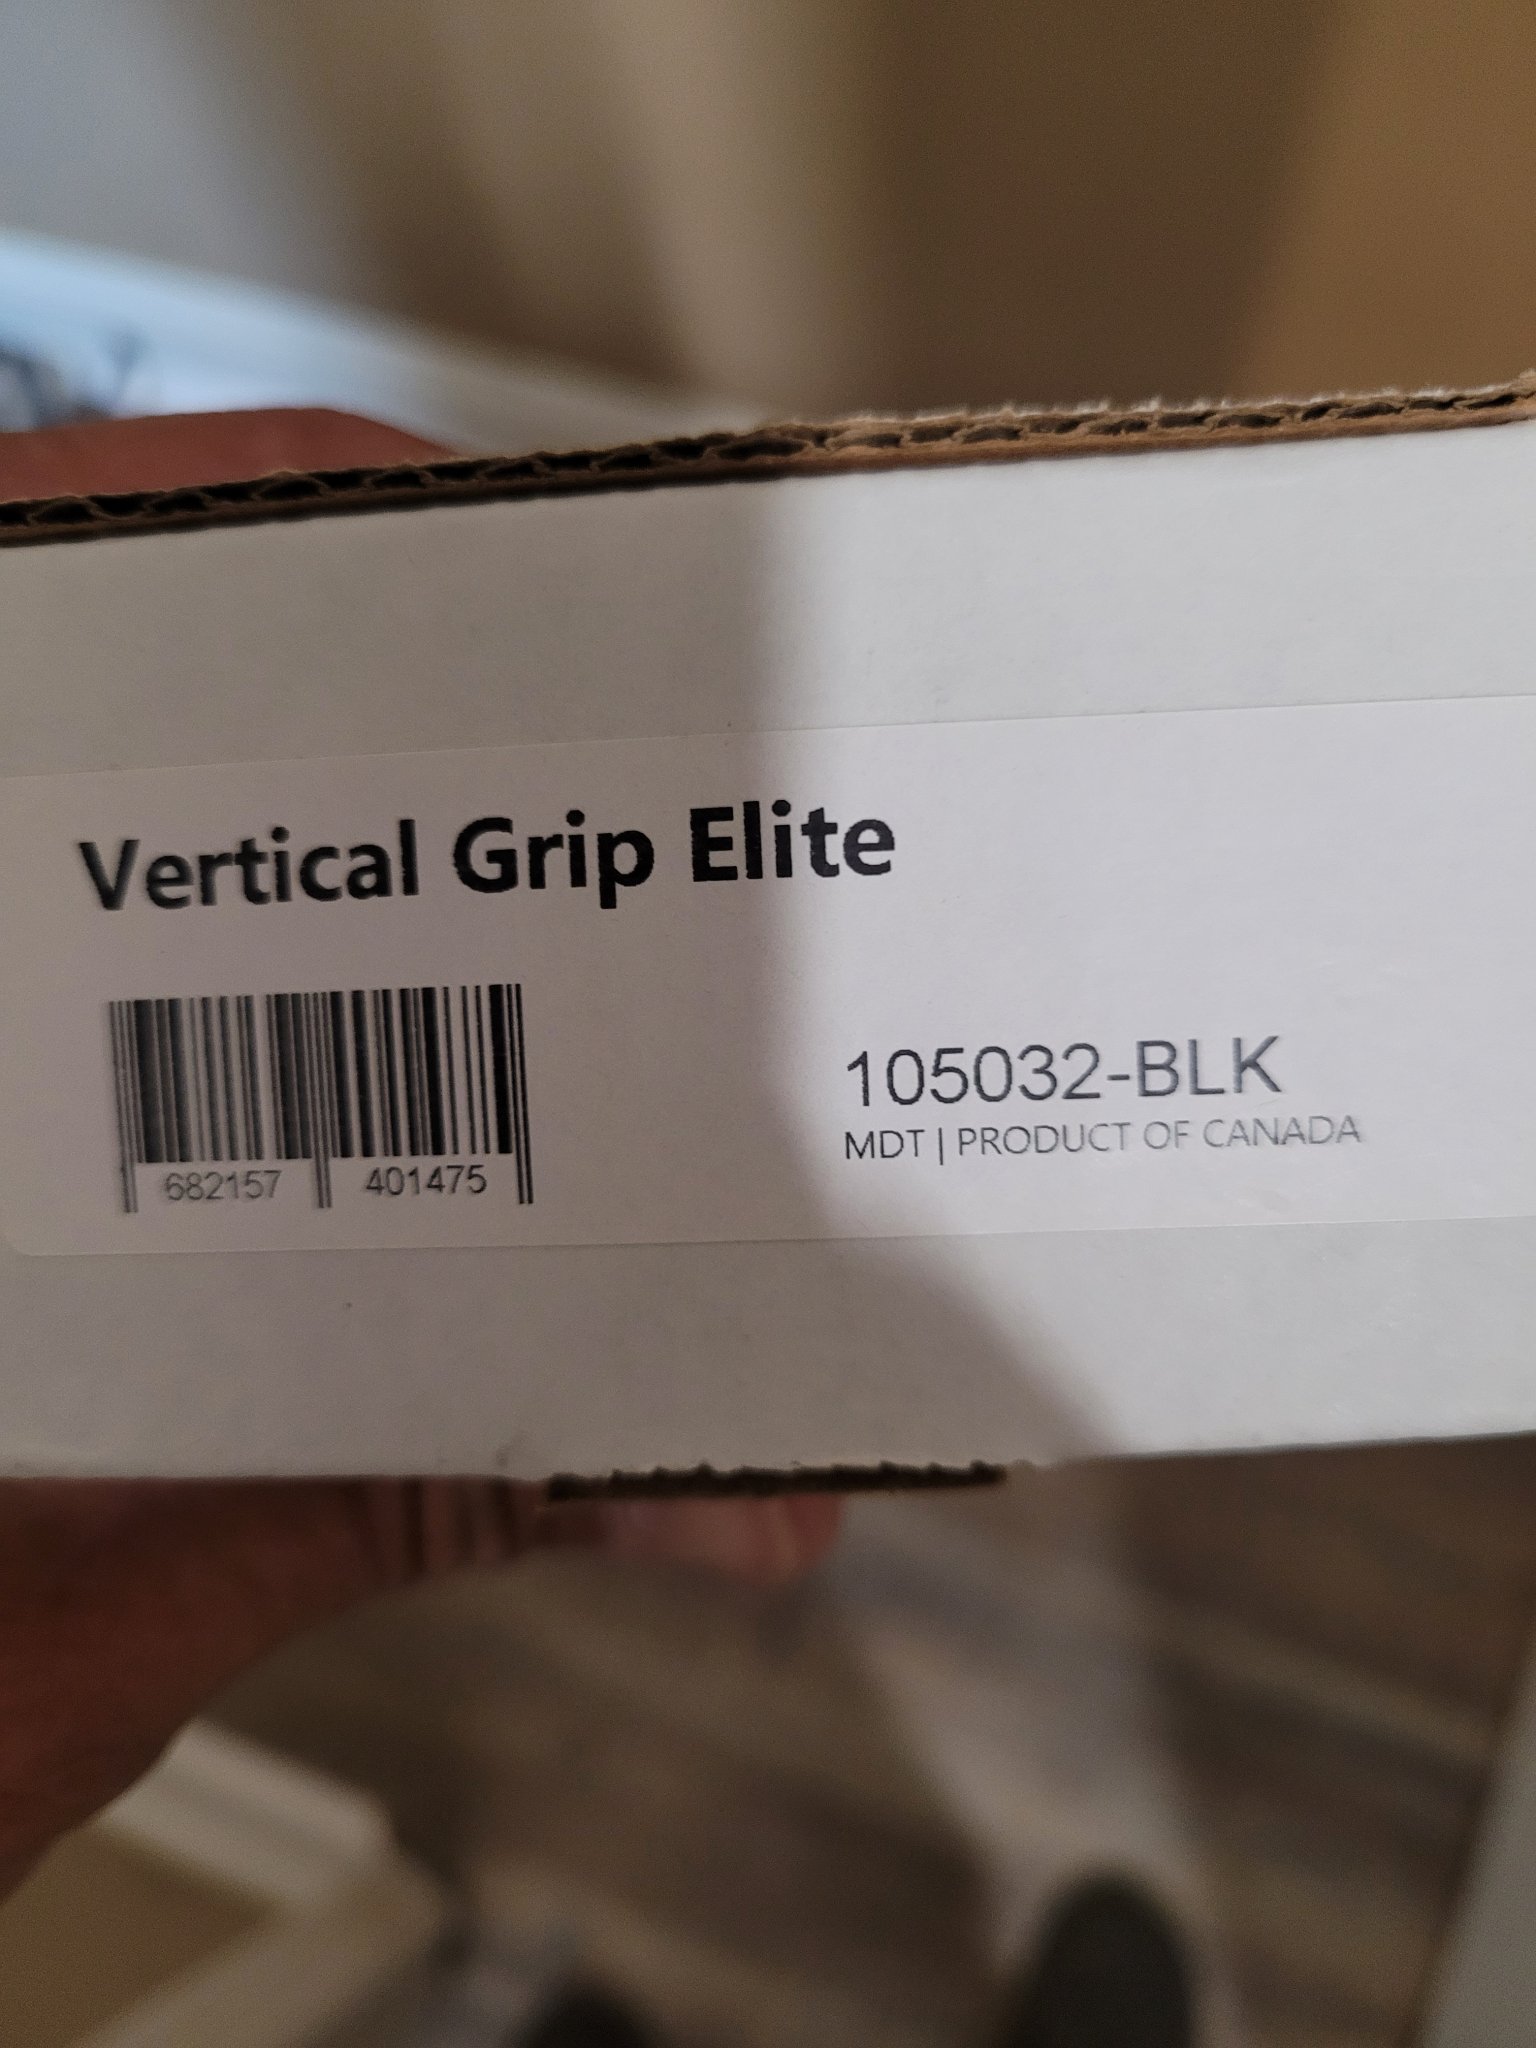 Vertical Grip Elite
682157 401475
105032-BLK
MDT | PRODUCT OF CANADA